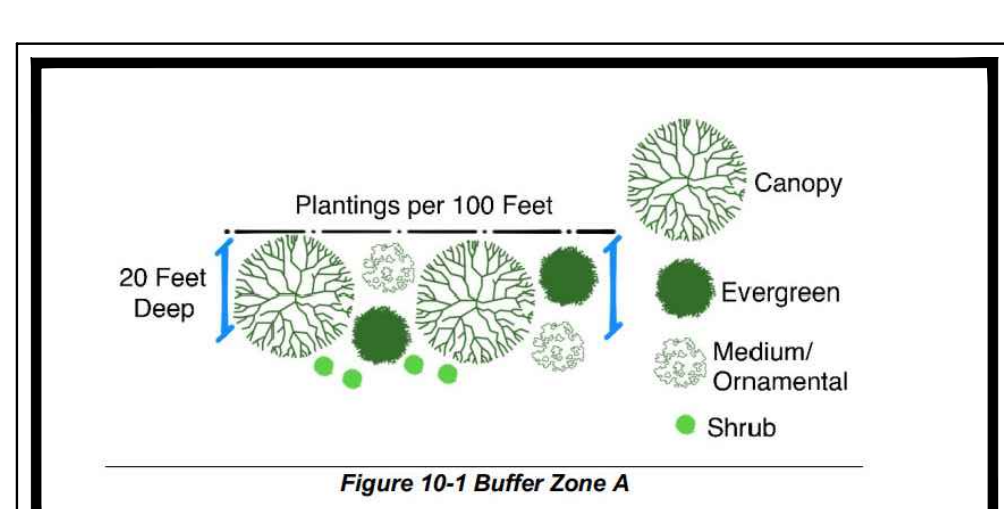 Canopy
Plantings per 100 Feet
20 Feet
Deep
Evergreen
Medium/
Ornamental
Shrub
Figure 10-1 Buffer Zone A